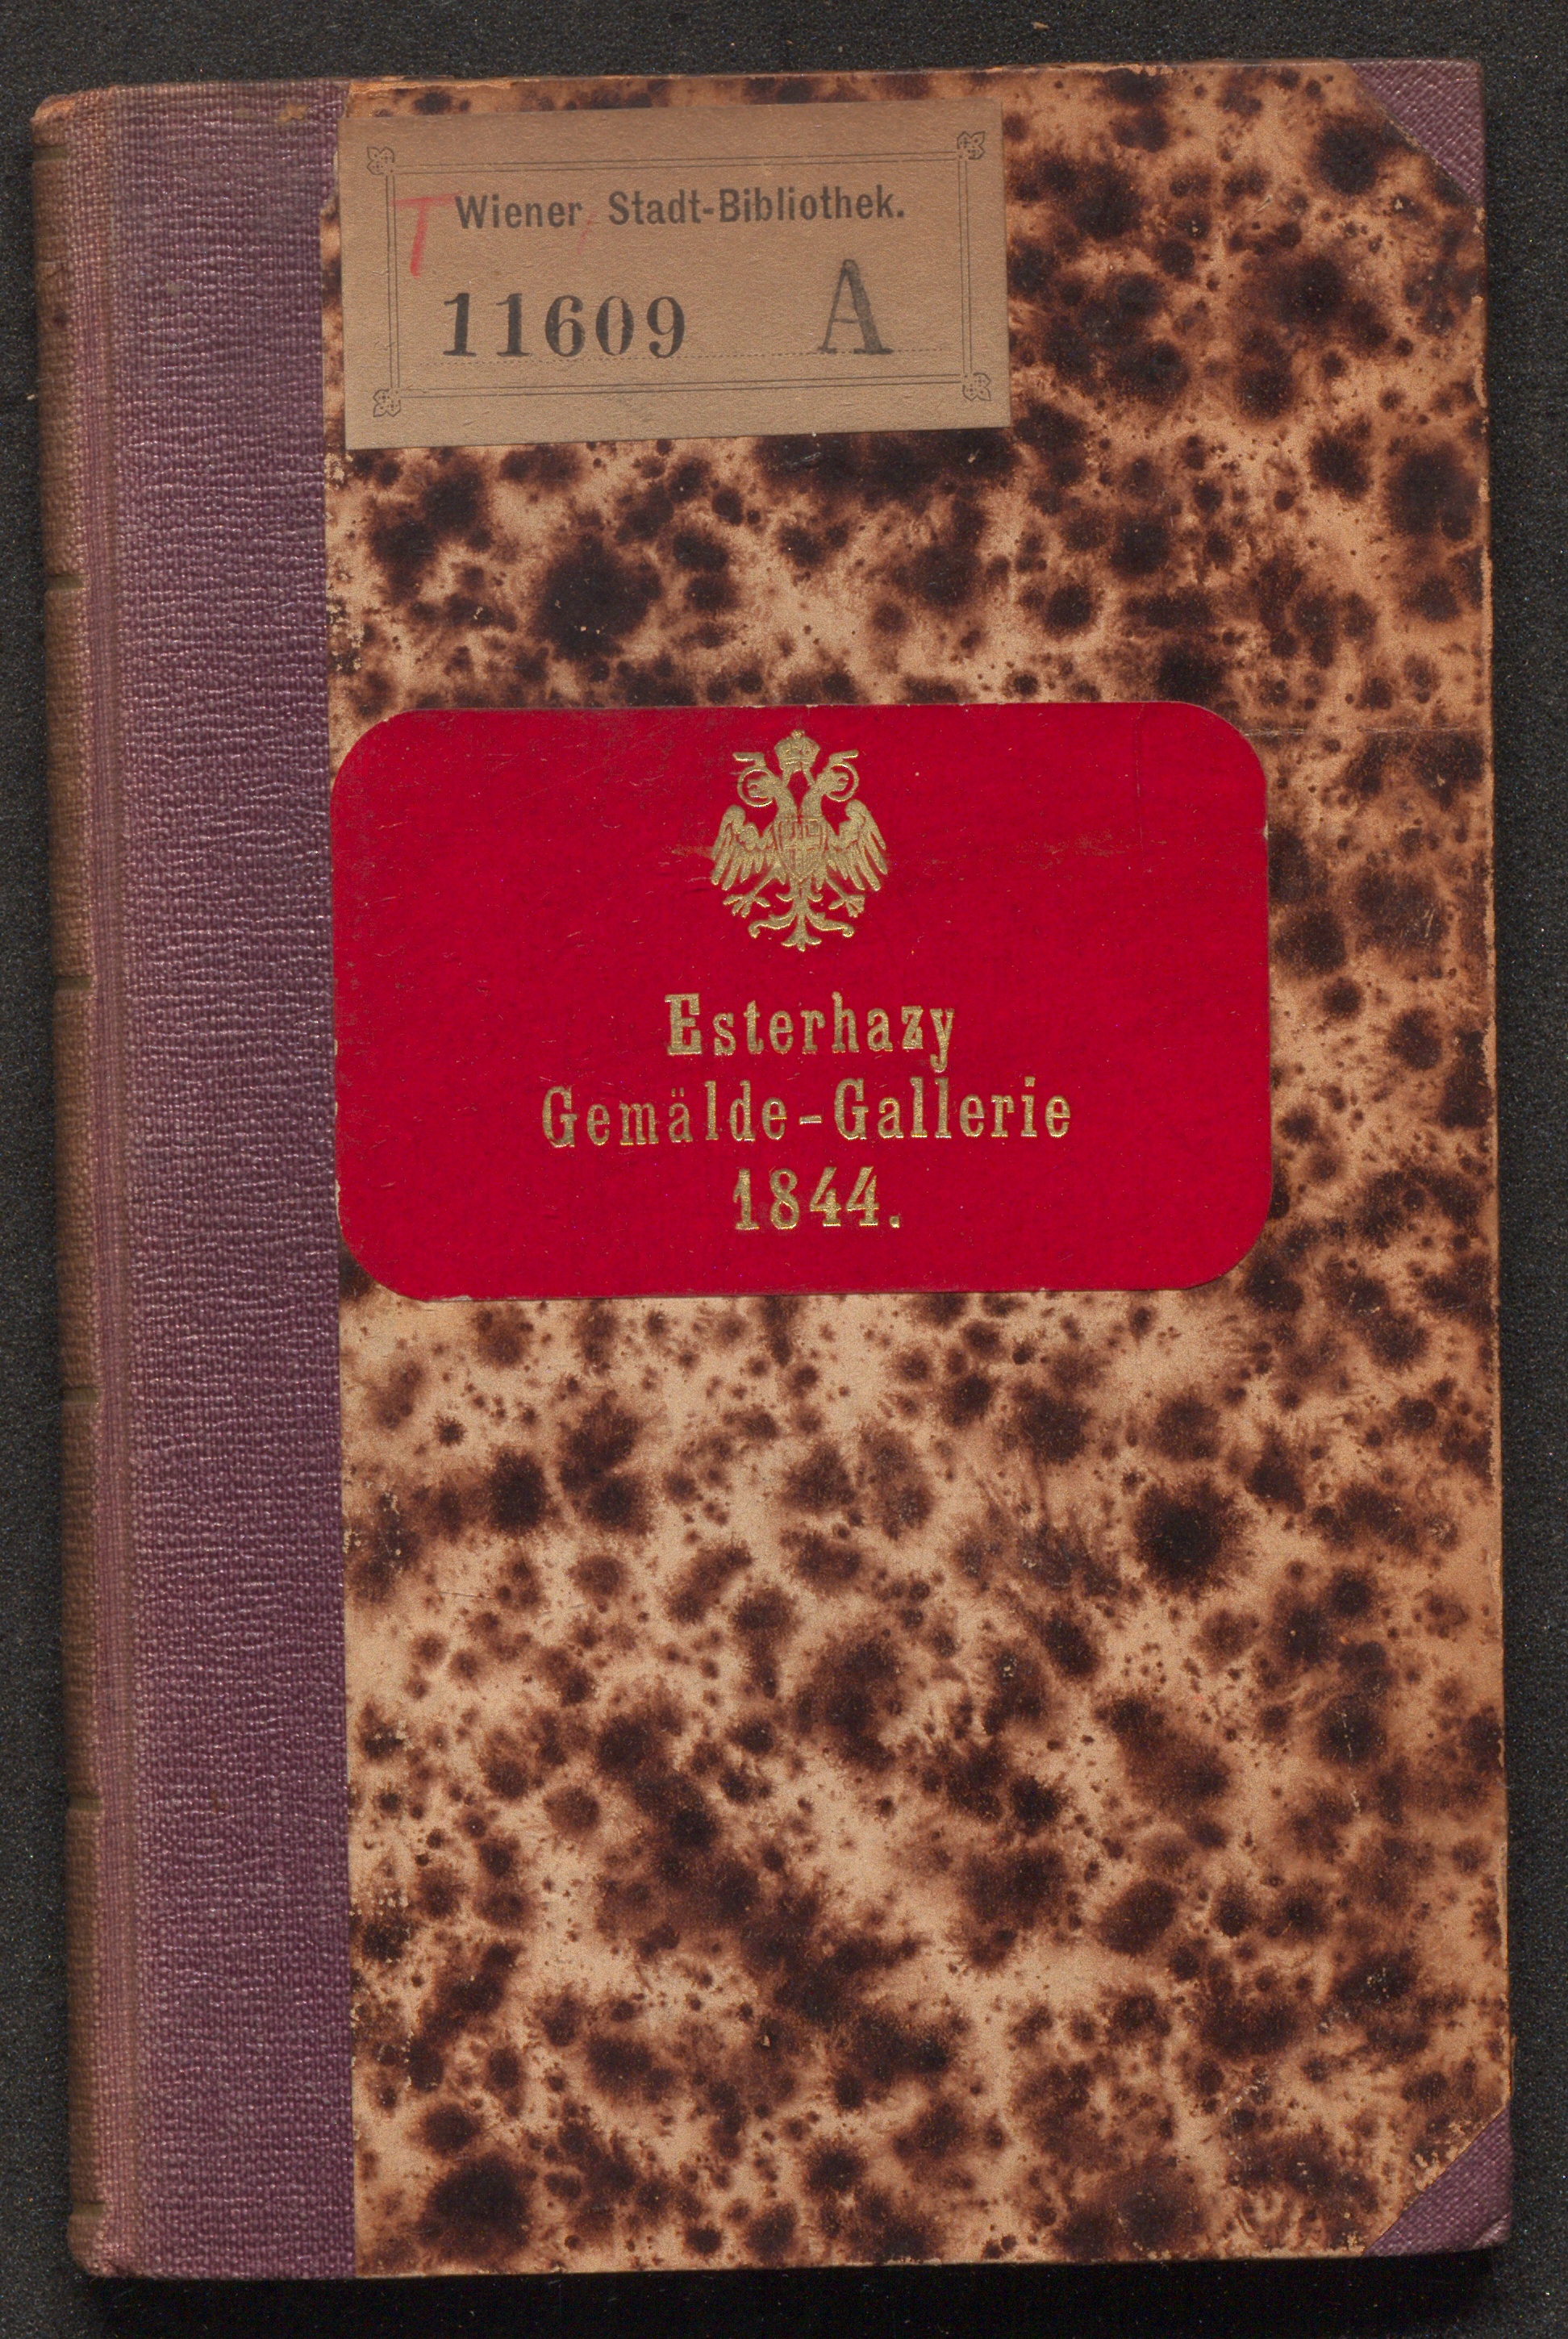 T Wiener Stadt-Bibliothek.
11609 A
Esterhazy
Gemälde-Gallerie
1844.